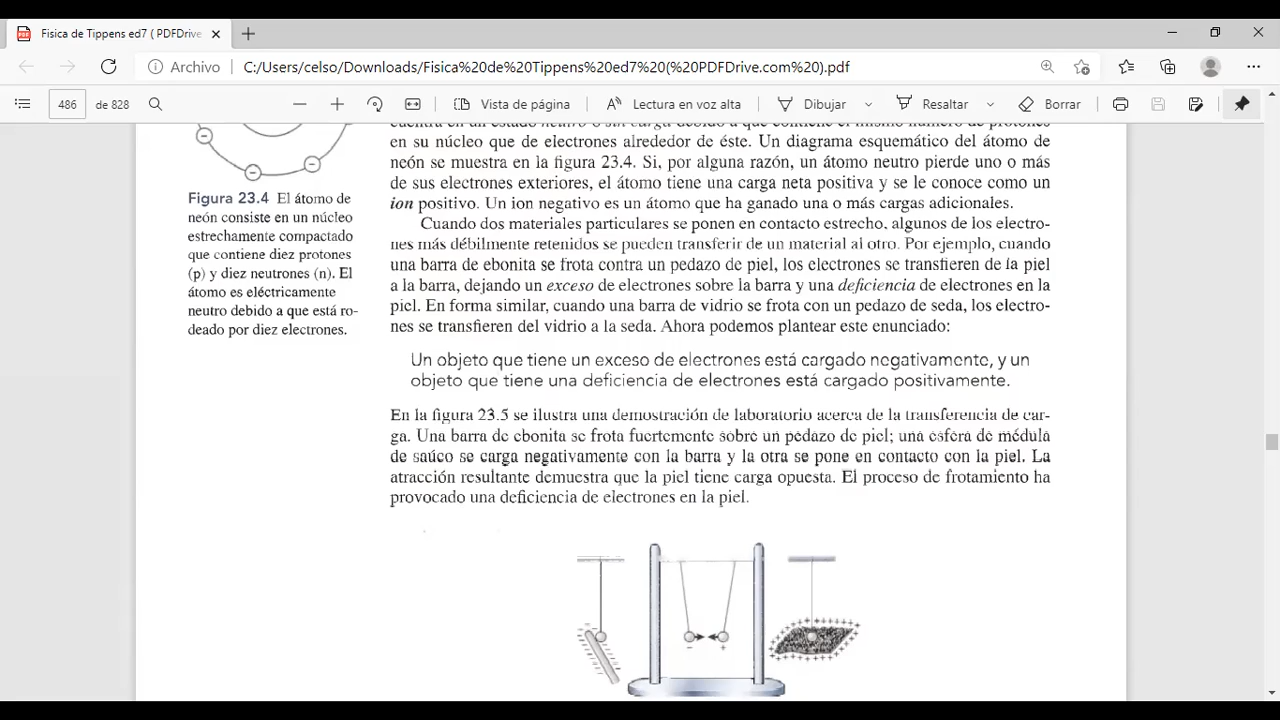 Fisica de Tippens ed7 ( PDFDrive
Archivo
C:/Users/celso/Downloads/Fisica%20de%20Tippens%20ed7%20(%20PDFDrive.com%20).pdf
486
de 828
Vista de página
Lectura en voz alta
Dibujar
Resaltar
Borrar
cuentra en un estado neutro o sin carga debido a que contiene el mismo número de protones
en su núcleo que de electrones alrededor de éste. Un diagrama esquemático del átomo de
neón se muestra en la figura 23.4. Si, por alguna razón, un átomo neutro pierde uno o más
de sus electrones exteriores, el átomo tiene una carga neta positiva y se le conoce como un
ion positivo. Un ion negativo es un átomo que ha ganado una o más cargas adicionales.
Cuando dos materiales particulares se ponen en contacto estrecho, algunos de los electro-
nes más débilmente retenidos se pueden transferir de un material al otro. Por ejemplo, cuando
una barra de ebonita se frota contra un pedazo de piel, los electrones se transfieren de la piel
a la barra, dejando un exceso de electrones sobre la barra y una deficiencia de electrones en la
piel. En forma similar, cuando una barra de vidrio se frota con un pedazo de seda, los electro-
nes se transfieren del vidrio a la seda. Ahora podemos plantear este enunciado:
Un objeto que tiene un exceso de electrones está cargado negativamente, y un
objeto que tiene una deficiencia de electrones está cargado positivamente.
En la figura 23.5 se ilustra una demostración de laboratorio acerca de la transferencia de car-
ga. Una barra de ebonita se frota fuertemente sobre un pedazo de piel; una esfera de médula
de saúco se carga negativamente con la barra y la otra se pone en contacto con la piel. La
atracción resultante demuestra que la piel tiene carga opuesta. El proceso de frotamiento ha
provocado una deficiencia de electrones en la piel.
Figura 23.4 El átomo de
neón consiste en un núcleo
estrechamente compactado
que contiene diez protones
(p) y diez neutrones (n). El
átomo es eléctricamente
neutro debido a que está ro-
deado por diez electrones.